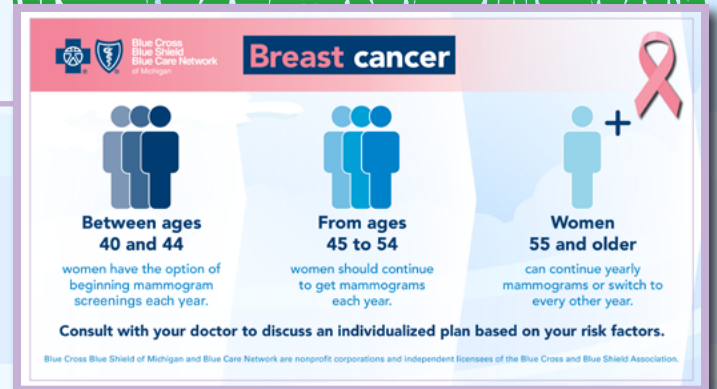 Blue Cross
Blue Shield
Blue Care Network
of Michigan
Breast cancer
+
Between ages
40 and 44
women have the option of
beginning mammogram
screenings each year.
From ages
45 to 54
women should continue
to get mammograms
each year.
Women
55 and older
can continue yearly
mammograms or switch to
every other year.
Consult with your doctor to discuss an individualized plan based on your risk factors.
Blue Cross Blue Shield of Michigan and Blue Care Network are nonprofit corporations and independent licensees of the Blue Cross and Blue Shield Association.